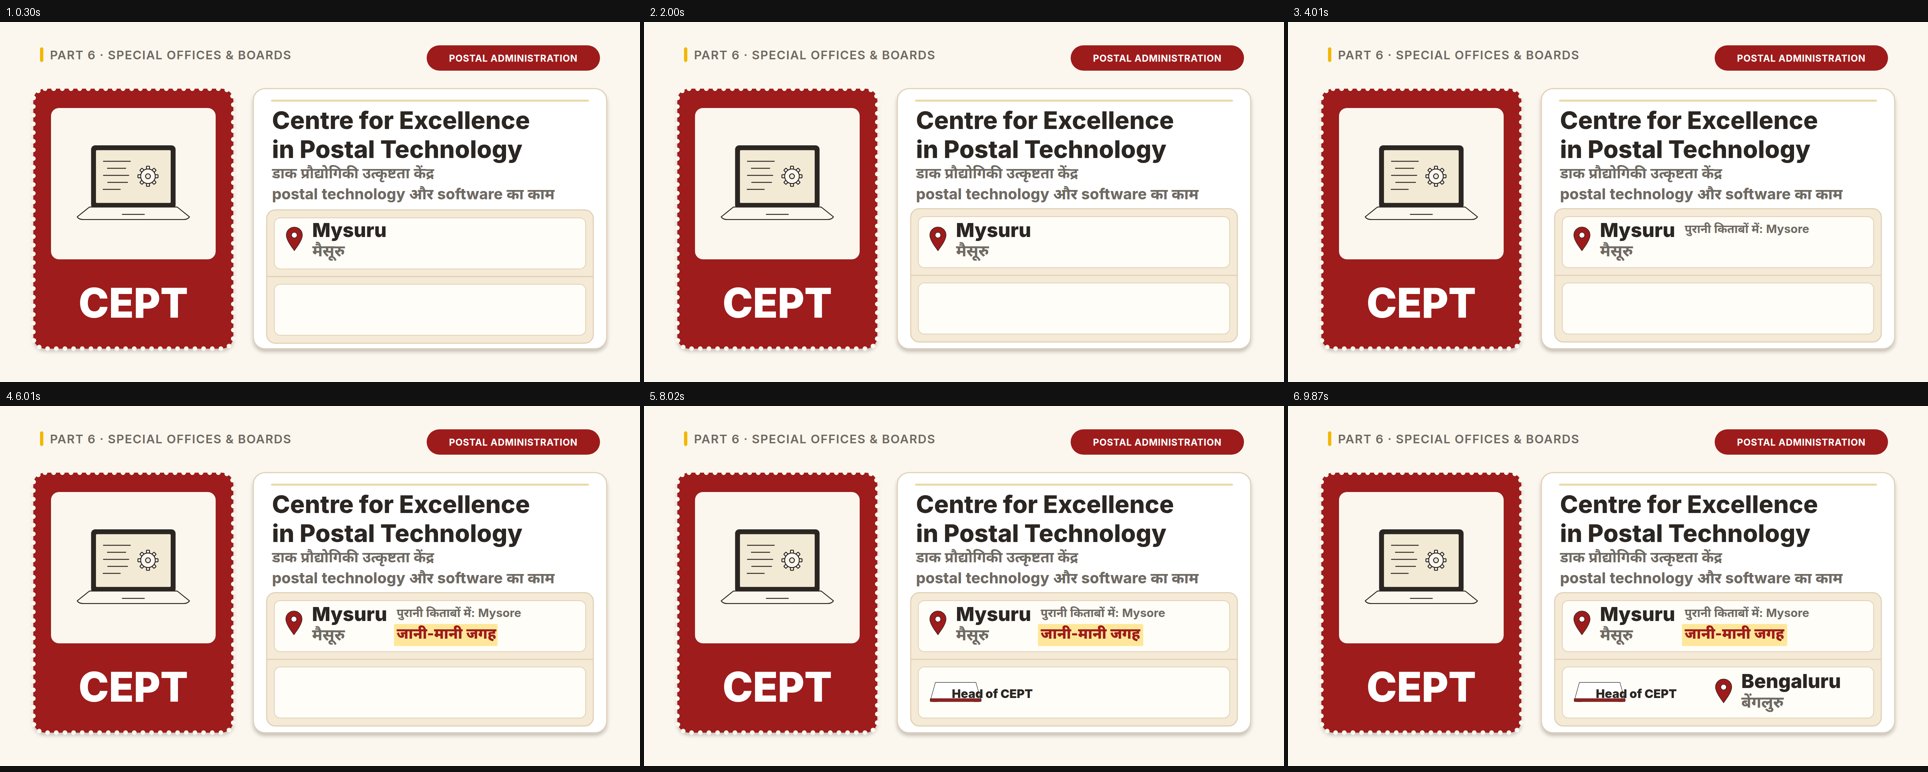 1. 0.30s
PART 6 · SPECIAL OFFICES & BOARDS
POSTAL ADMINISTRATION
CEPT
Centre for Excellence
in Postal Technology
डाक प्रौद्योगिकी उत्कृष्टता केंद्र
postal technology और software का काम
Mysuru
मैसूरु
2. 2.00s
PART 6 · SPECIAL OFFICES & BOARDS
POSTAL ADMINISTRATION
CEPT
Centre for Excellence
in Postal Technology
डाक प्रौद्योगिकी उत्कृष्टता केंद्र
postal technology और software का काम
Mysuru
मैसूरु
3. 4.01s
PART 6 · SPECIAL OFFICES & BOARDS
POSTAL ADMINISTRATION
CEPT
Centre for Excellence
in Postal Technology
डाक प्रौद्योगिकी उत्कृष्टता केंद्र
postal technology और software का काम
Mysuru पुरानी किताबों में: Mysore
मैसूरु
4. 6.01s
PART 6 · SPECIAL OFFICES & BOARDS
POSTAL ADMINISTRATION
CEPT
Centre for Excellence
in Postal Technology
डाक प्रौद्योगिकी उत्कृष्टता केंद्र
postal technology और software का काम
Mysuru पुरानी किताबों में: Mysore
मैसूरु जानी-मानी जगह
5. 8.02s
PART 6 · SPECIAL OFFICES & BOARDS
POSTAL ADMINISTRATION
CEPT
Centre for Excellence
in Postal Technology
डाक प्रौद्योगिकी उत्कृष्टता केंद्र
postal technology और software का काम
Mysuru पुरानी किताबों में: Mysore
मैसूरु जानी-मानी जगह
Head of CEPT
6. 9.87s
PART 6 · SPECIAL OFFICES & BOARDS
POSTAL ADMINISTRATION
CEPT
Centre for Excellence
in Postal Technology
डाक प्रौद्योगिकी उत्कृष्टता केंद्र
postal technology और software का काम
Mysuru पुरानी किताबों में: Mysore
मैसूरु जानी-मानी जगह
Head of CEPT
Bengaluru
बेंगलुरु